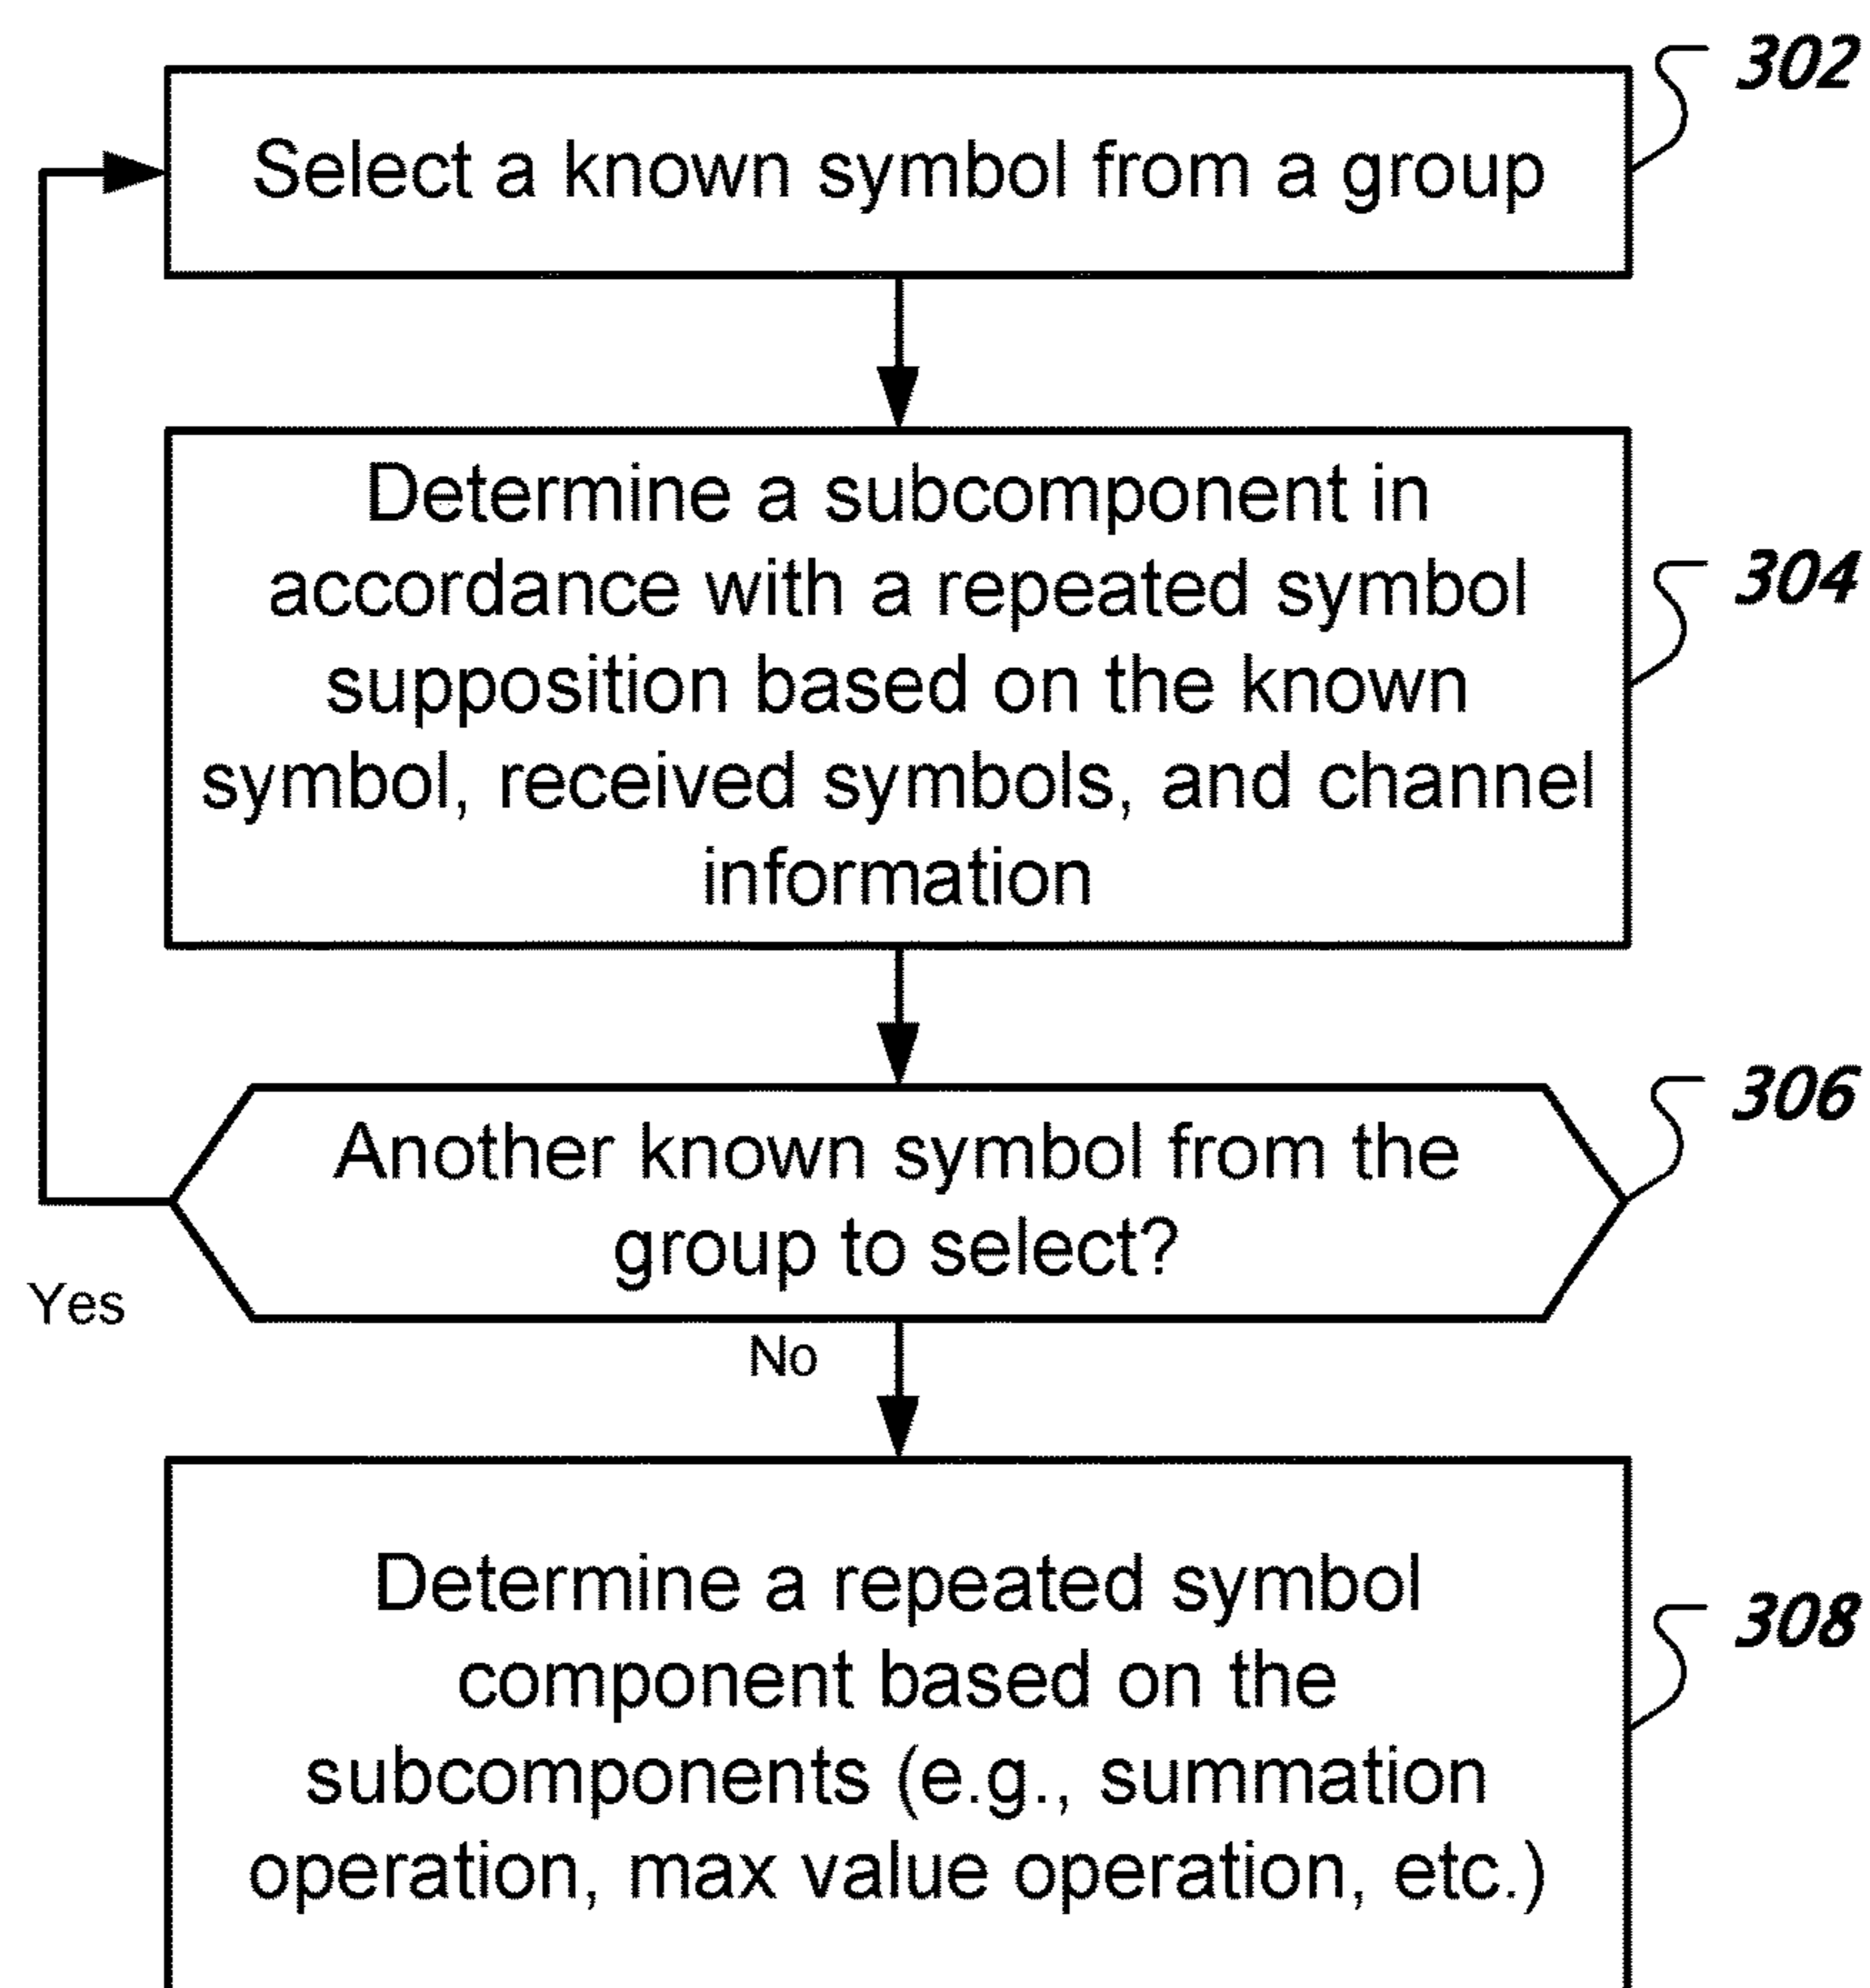 302
Select a known symbol from a group
Determine a subcomponent in
accordance with a repeated symbol
supposition based on the known
symbol, received symbols, and channel
information
304
Another known symbol from the
group to select?
306
Yes
No
Determine a repeated symbol
component based on the
subcomponents (e.g., summation
operation, max value operation, etc.)
308